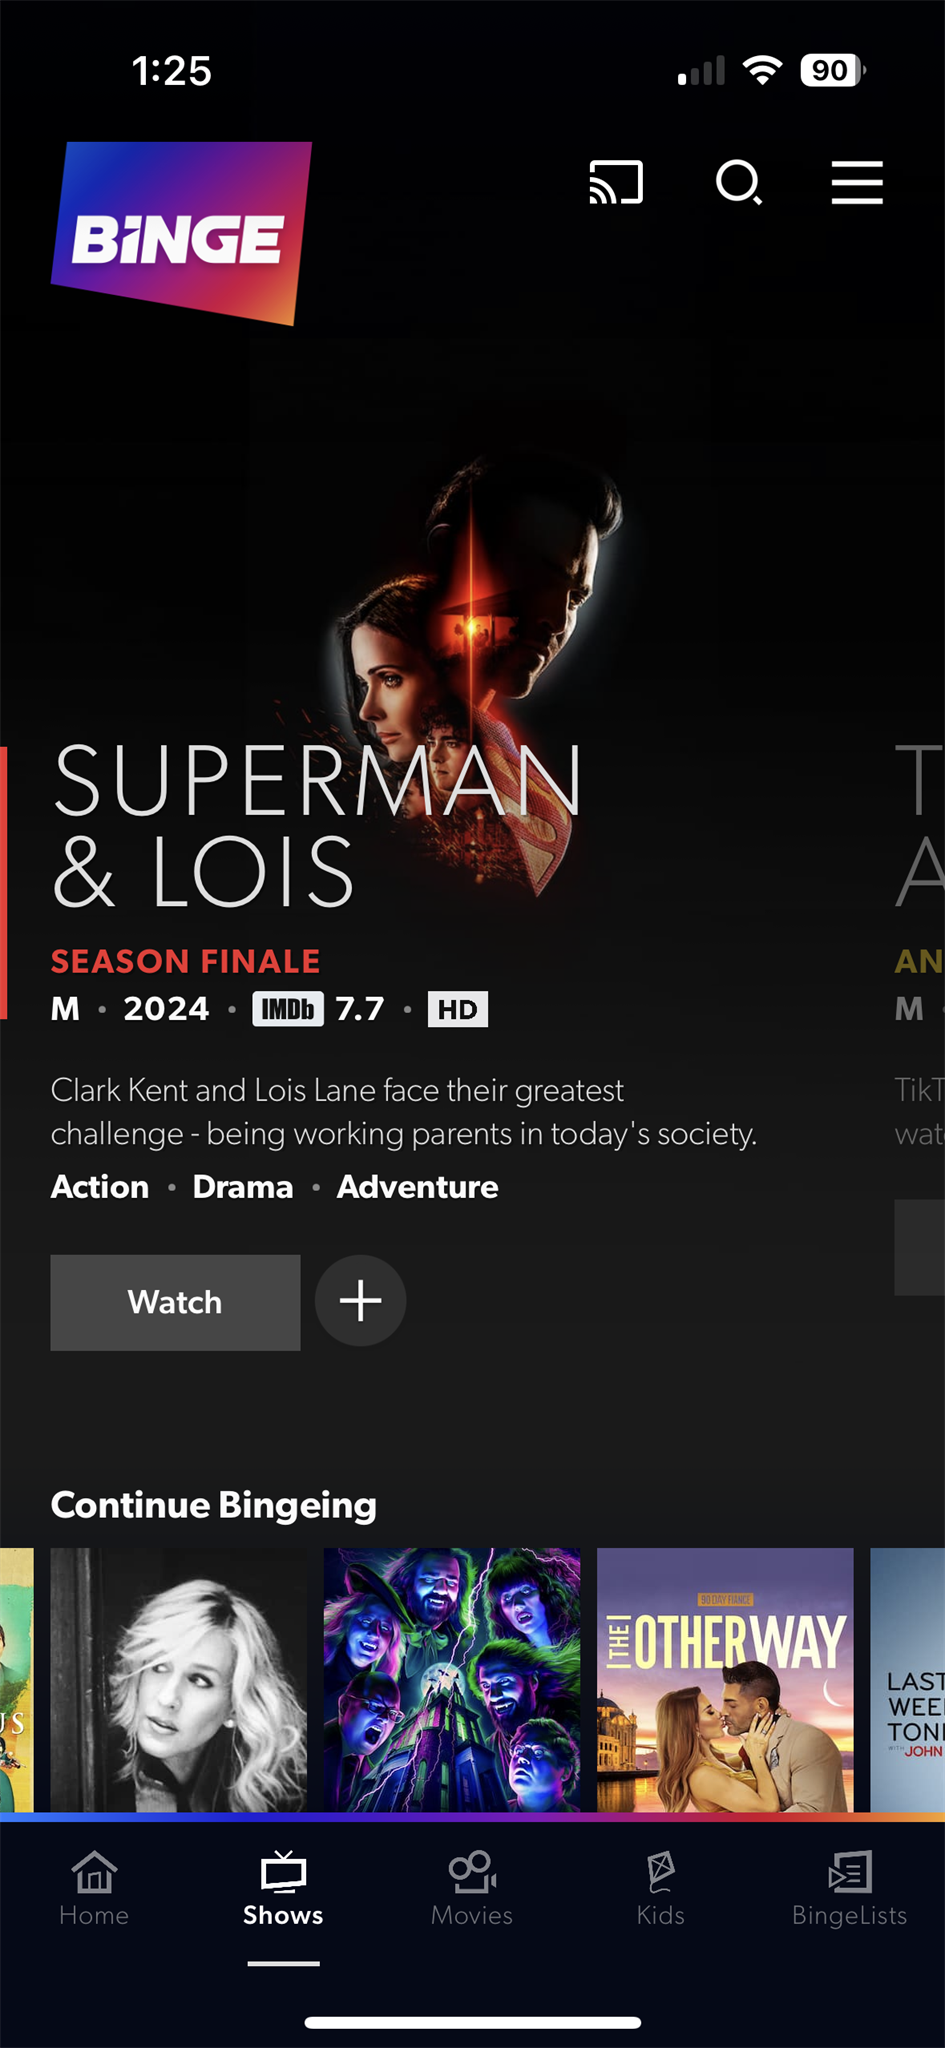 1:25
90
BiNGE
SUPERMAN
& LOIS
SEASON FINALE
M • 2024 • IMDb 7.7 • HD
Clark Kent and Lois Lane face their greatest
challenge - being working parents in today's society.
Action • Drama • Adventure
Watch
T
A
AN
M
TikT
wat
Continue Bingeing
US
90 DAY FIANCÉ
THE OTHER WAY
LAST
WEE
TON
WITH JOHN
Home
Shows
Movies
Kids
BingeLists